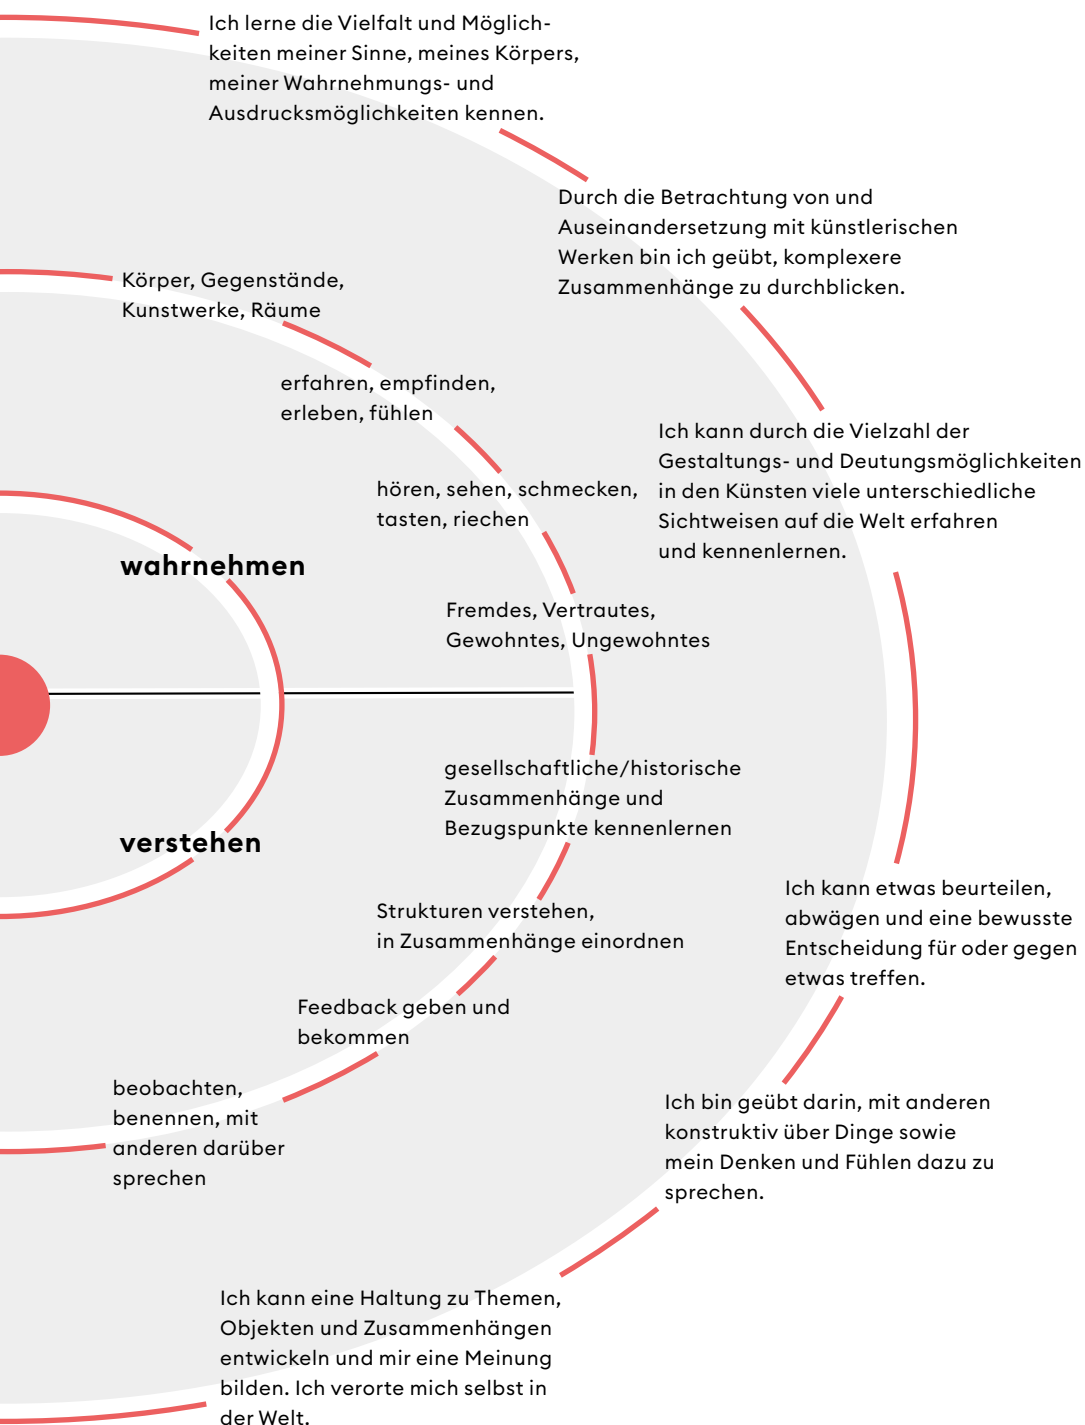 Ich lerne die Vielfalt und Möglich-
keiten meiner Sinne, meines Körpers,
meiner Wahrnehmungs- und
Ausdrucksmöglichkeiten kennen.
Durch die Betrachtung von und
Auseinandersetzung mit künstlerischen
Werken bin ich geübt, komplexere
Zusammenhänge zu durchblicken.
Körper, Gegenstände,
Kunstwerke, Räume
erfahren, empfinden,
erleben, fühlen
Ich kann durch die Vielzahl der
Gestaltungs- und Deutungsmöglichkeiten
in den Künsten viele unterschiedliche
Sichtweisen auf die Welt erfahren
und kennenlernen.
hören, sehen, schmecken,
tasten, riechen
wahrnehmen
Fremdes, Vertrautes,
Gewohntes, Ungewohntes
gesellschaftliche/historische
Zusammenhänge und
Bezugspunkte kennenlernen
verstehen
Ich kann etwas beurteilen,
abwägen und eine bewusste
Entscheidung für oder gegen
etwas treffen.
Strukturen verstehen,
in Zusammenhänge einordnen
Feedback geben und
bekommen
beobachten,
benennen, mit
anderen darüber
sprechen
Ich bin geübt darin, mit anderen
konstruktiv über Dinge sowie
mein Denken und Fühlen dazu zu
sprechen.
Ich kann eine Haltung zu Themen,
Objekten und Zusammenhängen
entwickeln und mir eine Meinung
bilden. Ich verorte mich selbst in
der Welt.